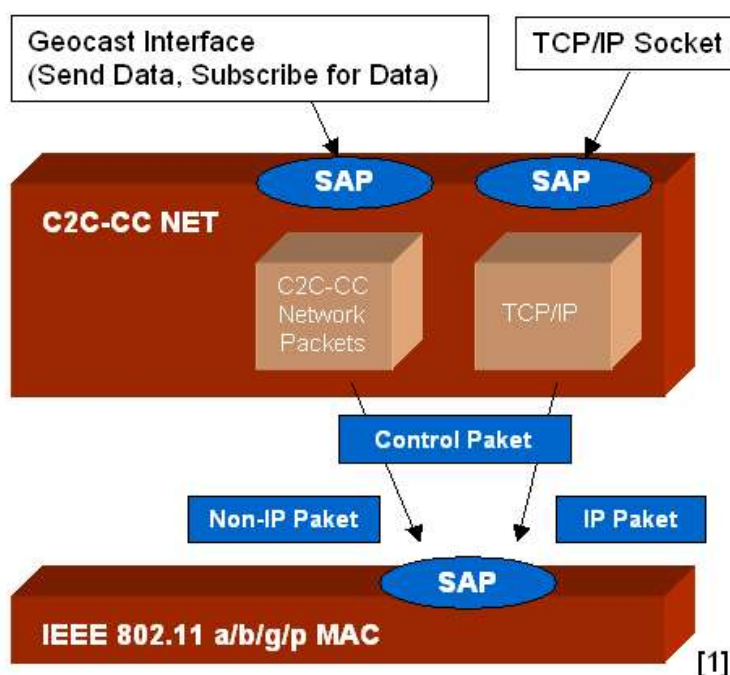 Geocast Interface
(Send Data, Subscribe for Data)
TCP/IP Socket
SAP
SAP
C2C-CC NET
C2C-CC
Network
Packets
TCP/IP
Control Paket
Non-IP Paket
IP Paket
SAP
IEEE 802.11 a/b/g/p MAC
[1]